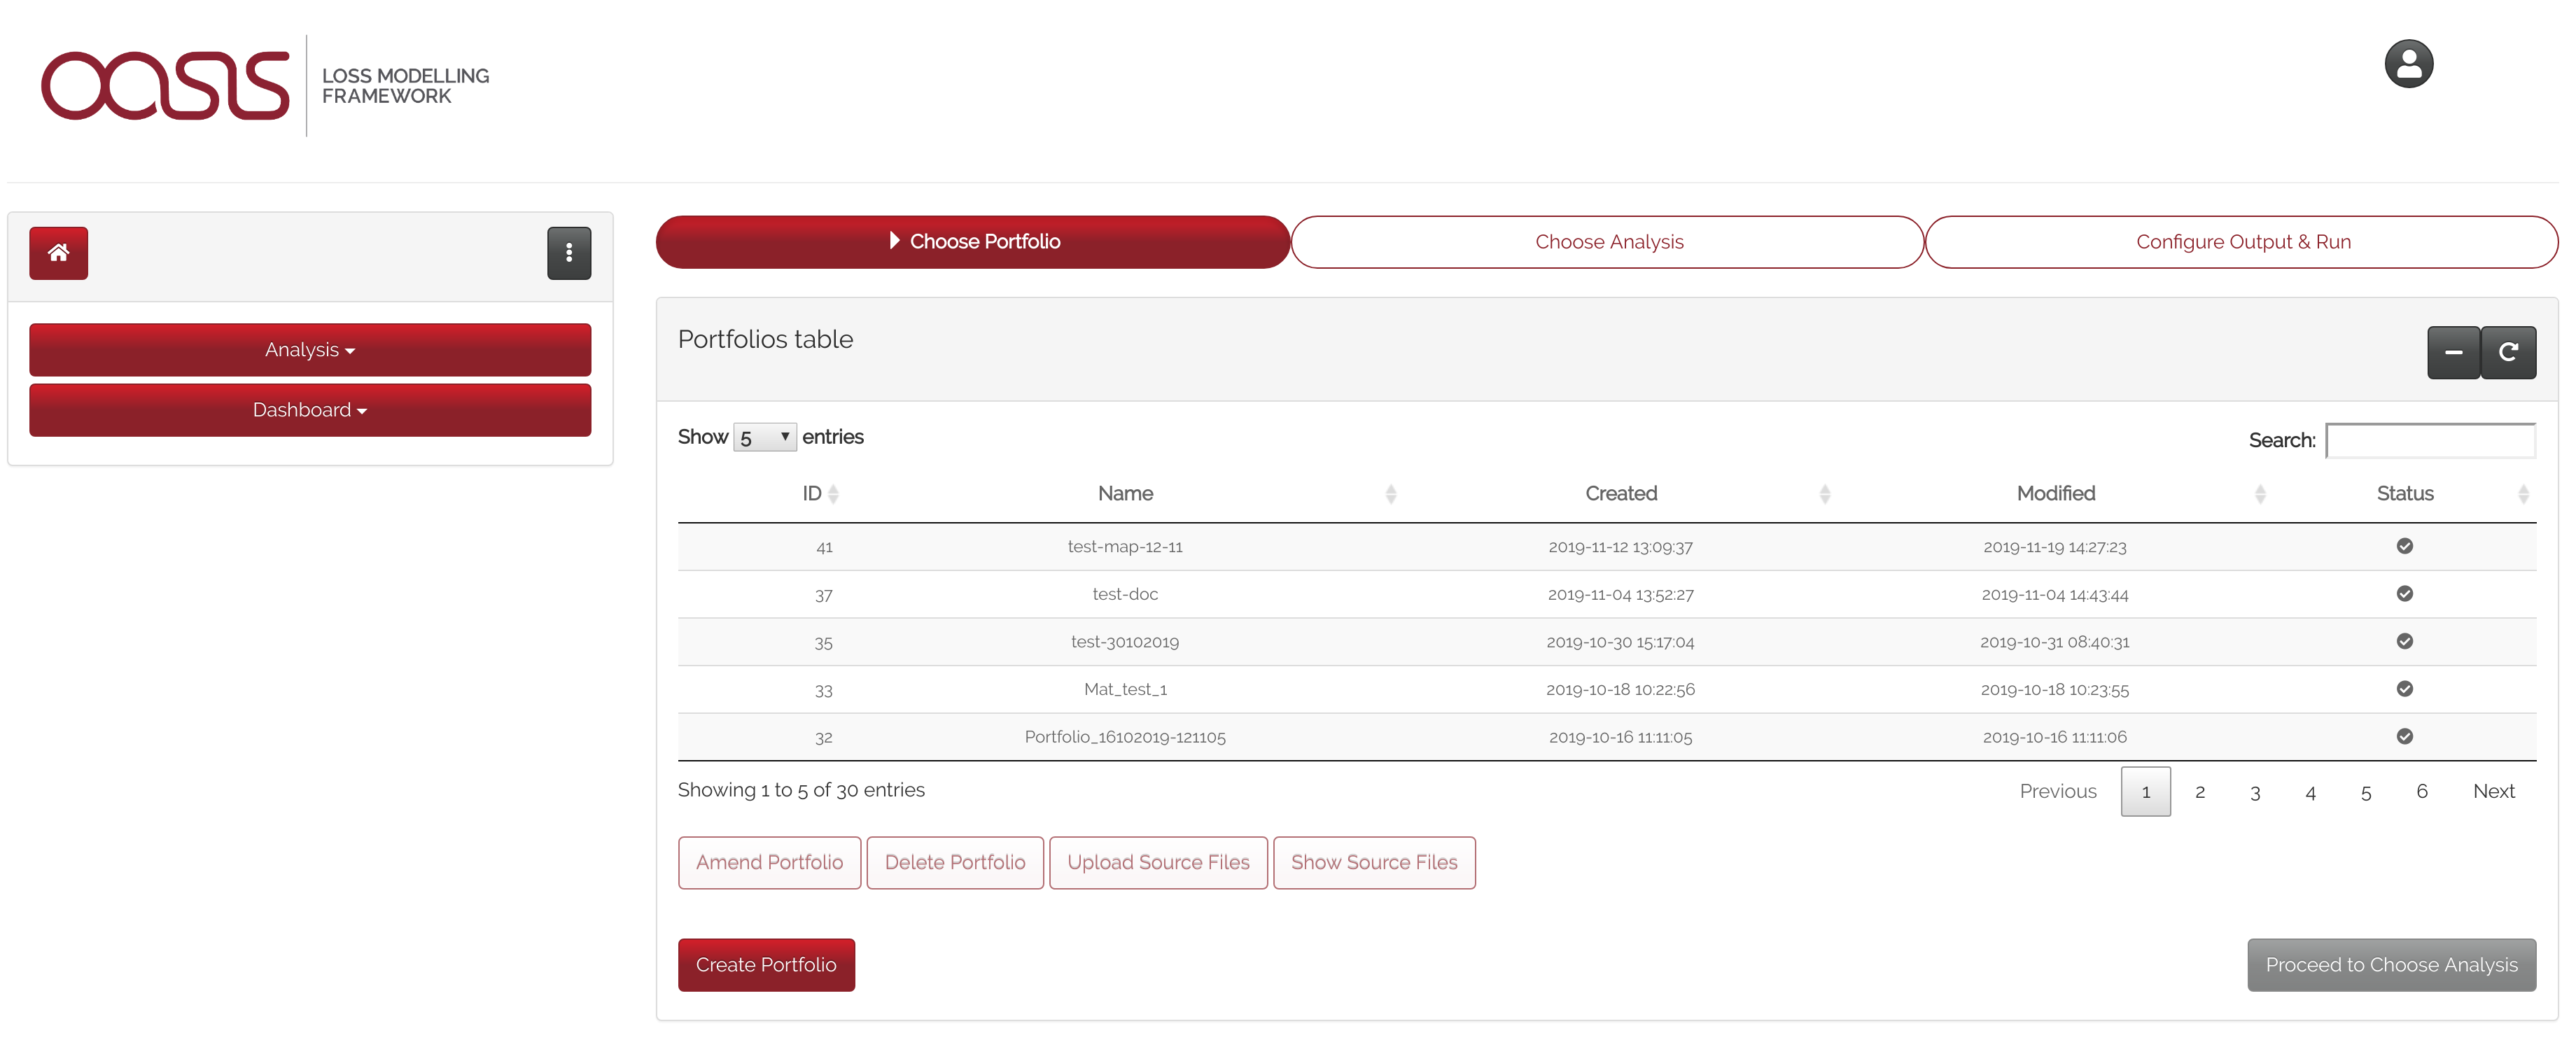 oasis
LOSS MODELLING
FRAMEWORK
Choose Portfolio
Choose Analysis
Configure Output & Run
Analysis
Dashboard
Portfolios table
Show 5 entries
Search:
ID Name Created Modified Status
41 test-map-12-11 2019-11-12 13:09:37 2019-11-19 14:27:23
37 test-doc 2019-11-04 13:52:27 2019-11-04 14:43:44
35 test-30102019 2019-10-30 15:17:04 2019-10-31 08:40:31
33 Mat_test_1 2019-10-18 10:22:56 2019-10-18 10:23:55
32 Portfolio_16102019-121105 2019-10-16 11:11:05 2019-10-16 11:11:06
Showing 1 to 5 of 30 entries
Previous 1 2 3 4 5 6 Next
Amend Portfolio
Delete Portfolio
Upload Source Files
Show Source Files
Create Portfolio
Proceed to Choose Analysis